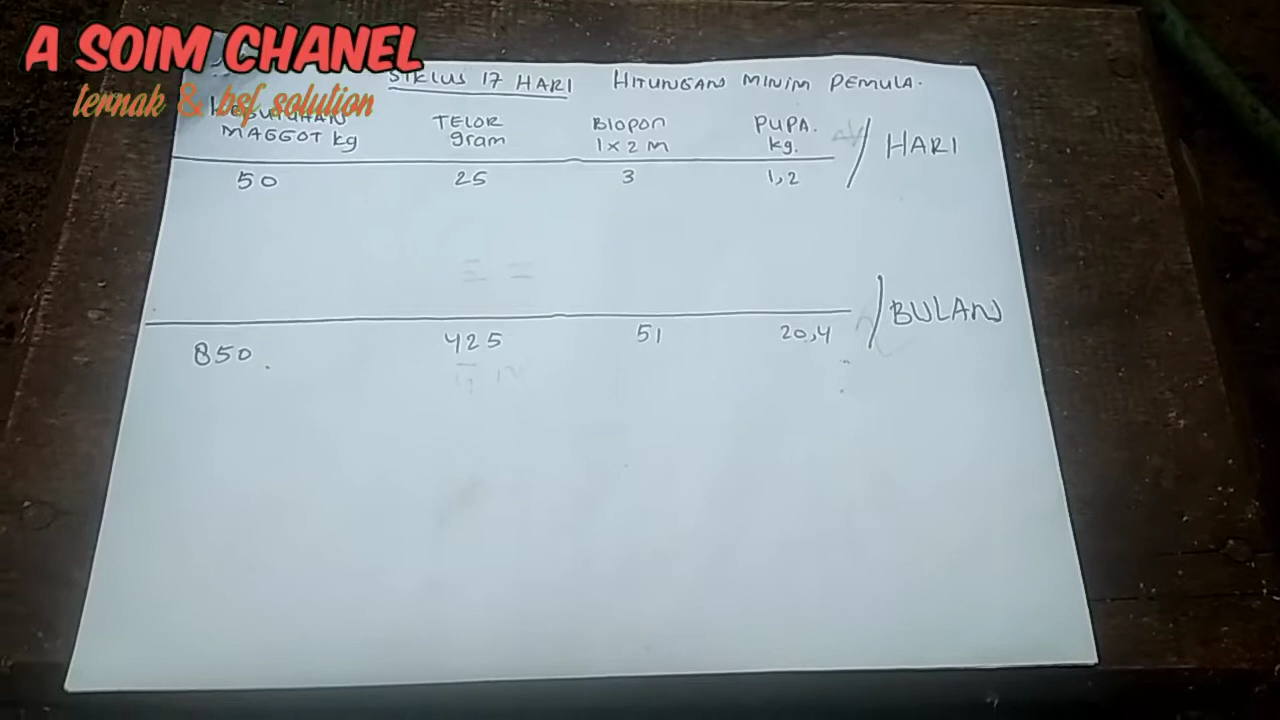 A SOIM CHANEL
ternak & bsf solution
SIKLUS 17 HARI HITUNGAN MINIM PEMULA.
KEBUTUHAN MAGGOT kg TELOR gram BIOPON 1x2 M PUPA. kg. / HARI
50 25 3 1,2
/ BULAN
850. 425 51 20,4